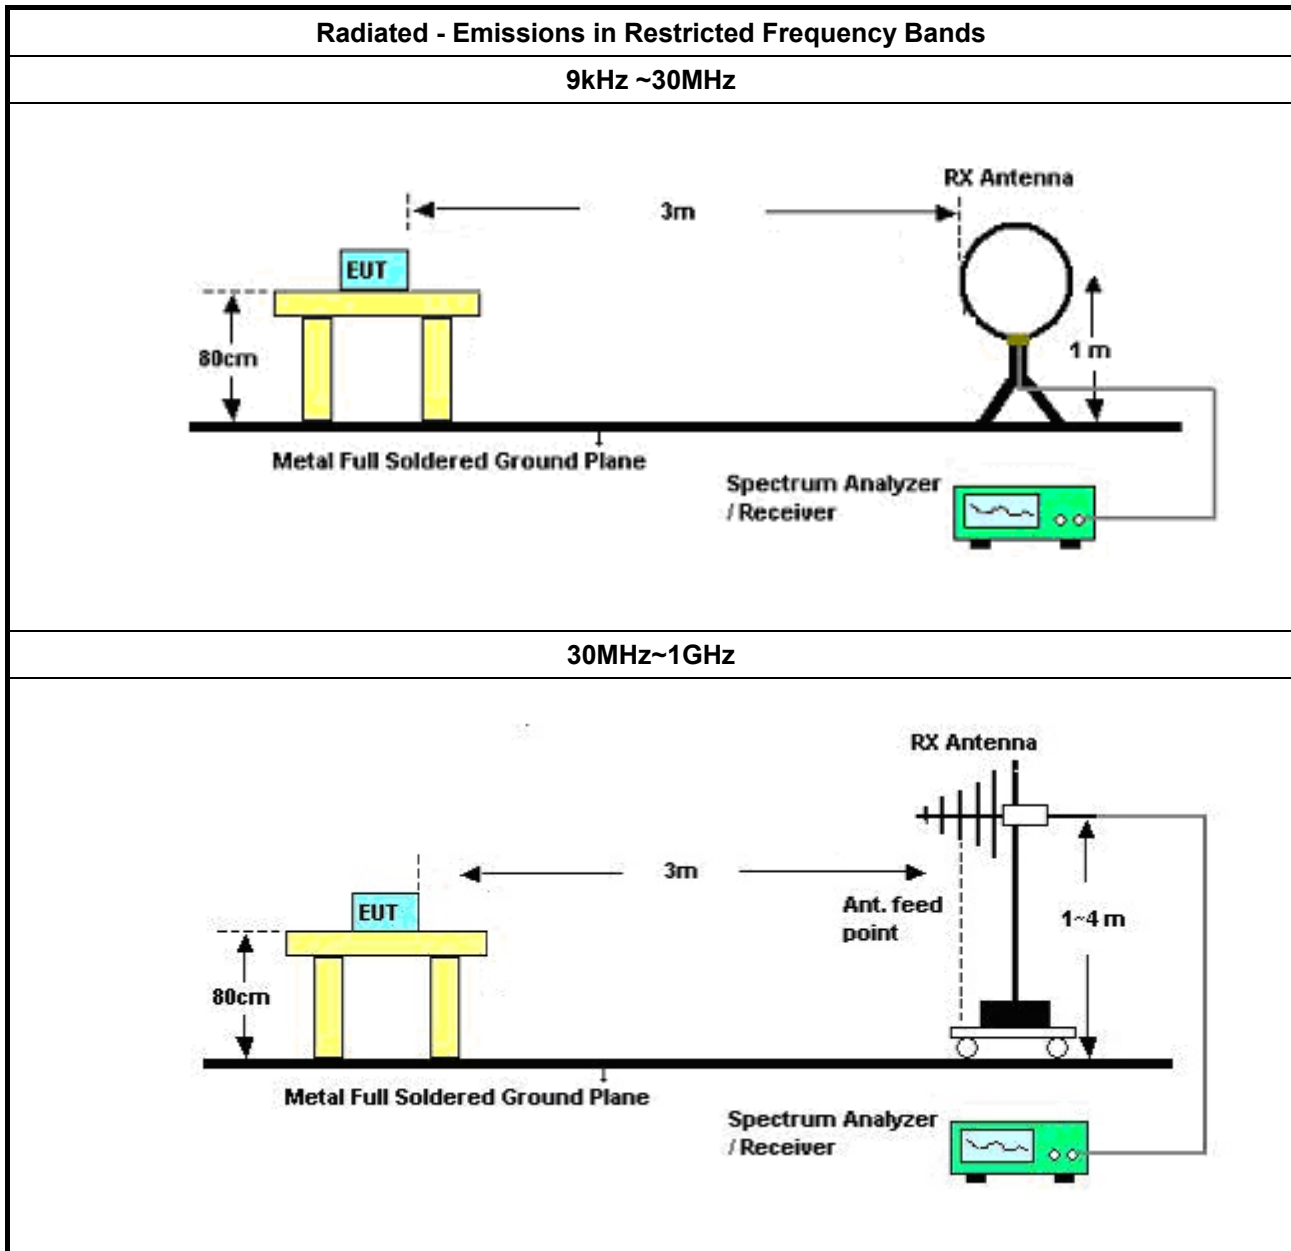 Radiated - Emissions in Restricted Frequency Bands
9kHz ~30MHz
RX Antenna
3m
EUT
80cm
1 m
Metal Full Soldered Ground Plane
Spectrum Analyzer
/ Receiver
30MHz~1GHz
RX Antenna
3m
EUT
Ant. feed
point
1~4 m
80cm
Metal Full Soldered Ground Plane
Spectrum Analyzer
/ Receiver